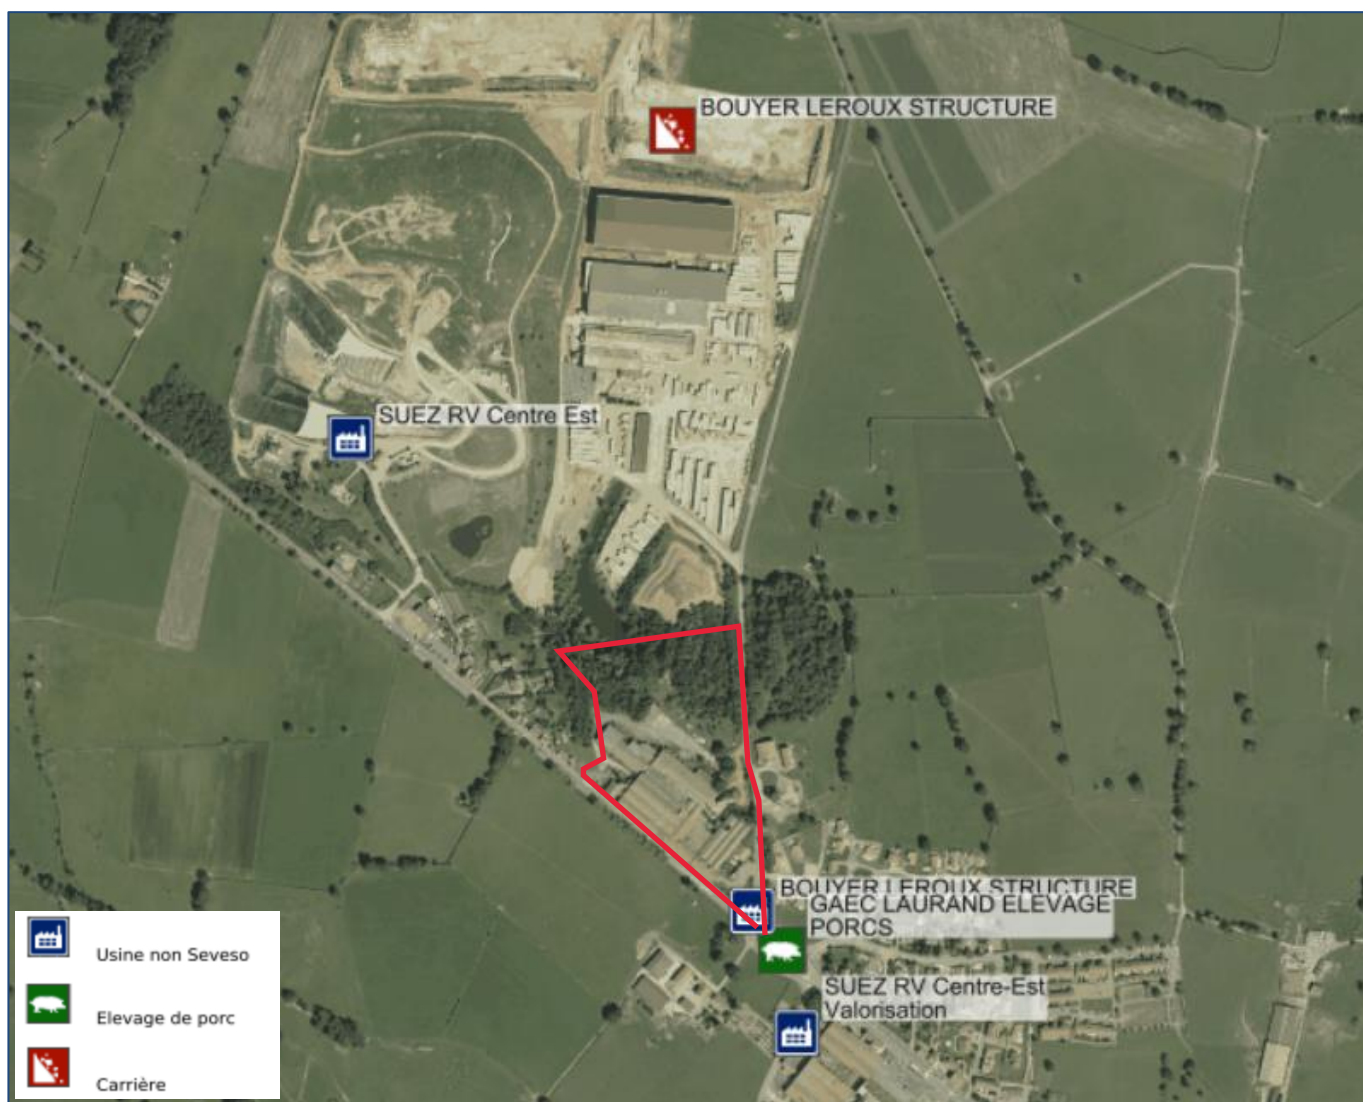 BOUYER LEROUX STRUCTURE
SUEZ RV Centre Est
BOUYER LEROUX STRUCTURE
GAEC LAURAND ELEVAGE
PORCS
SUEZ RV Centre-Est
Valorisation
Usine non Seveso
Elevage de porc
Carrière